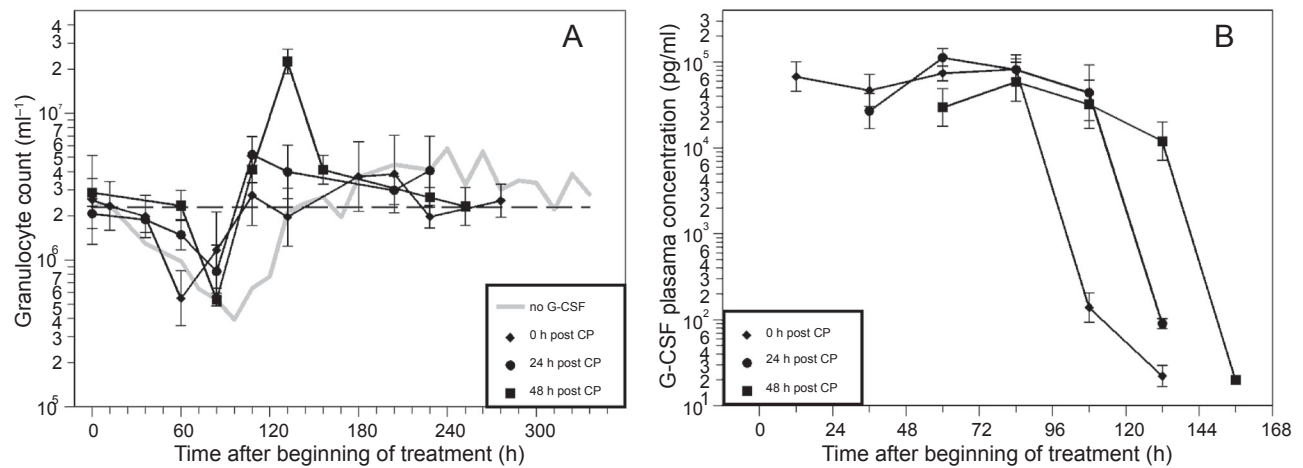 A
Granulocyte count (ml⁻¹)
4
3
2
10⁷
7
6
5
4
3
2
10⁶
7
6
5
4
3
2
10⁵
0 60 120 180 240 300
Time after beginning of treatment (h)
no G-CSF
0 h post CP
24 h post CP
48 h post CP
B
G-CSF plasama concentration (pg/ml)
3
2
10⁵
6
4
3
2
10⁴
6
4
3
2
10³
6
4
3
2
10²
6
4
3
2
10¹
0 24 48 72 96 120 144 168
Time after beginning of treatment (h)
0 h post CP
24 h post CP
48 h post CP